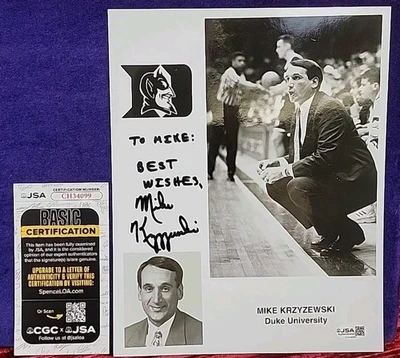 TO MIKE:
BEST
WISHES,
Mike
Krzyzewski
MIKE KRZYZEWSKI
Duke University
JSA
CERTIFICATION NUMBER
CH34099
BASIC
CERTIFICATION
This item has been fully examined
by JSA, and it is the considered
opinion of our expert authenticators
that the signature(s) is/are genuine.
UPGRADE TO A LETTER OF
AUTHENTICITY & VERIFY THIS
CERTIFICATION BY VISITING:
SpenceLOA.com
Or Scan
CGC JSA
Follow us @jsaloa
JSA